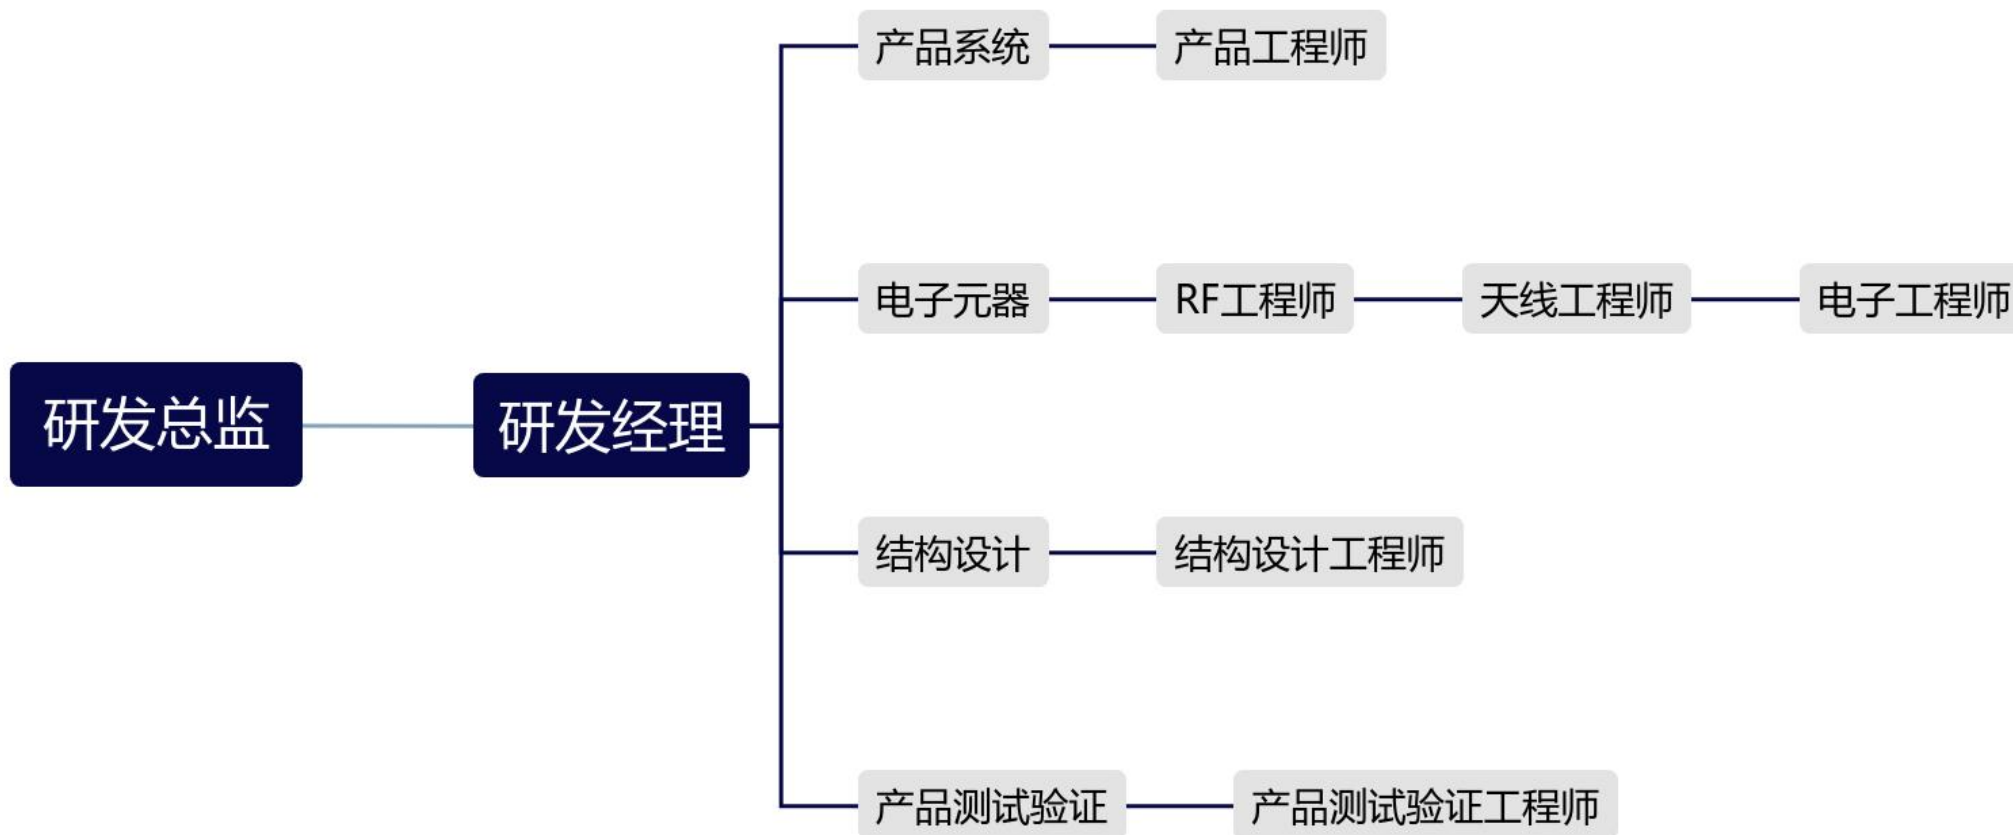 研发总监
研发经理
产品系统
产品工程师
电子元器
RF工程师
天线工程师
电子工程师
结构设计
结构设计工程师
产品测试验证
产品测试验证工程师